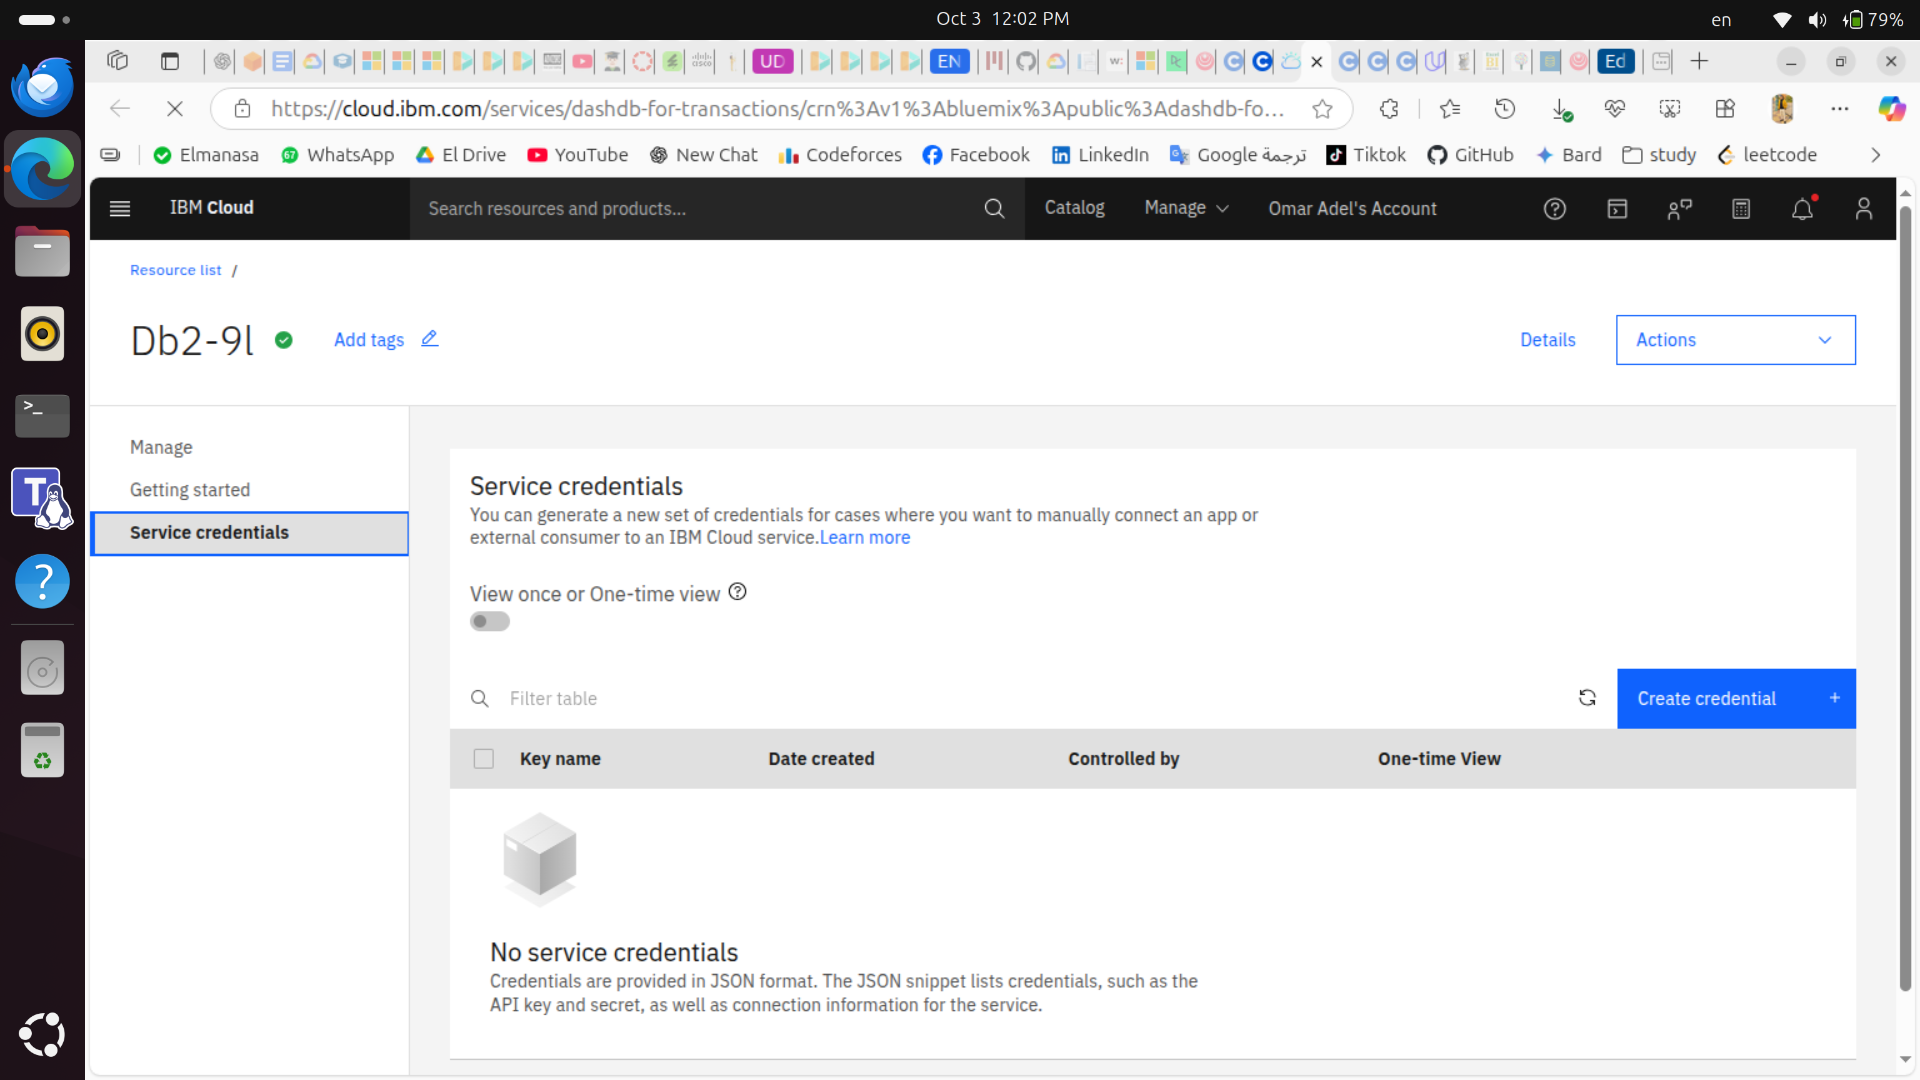 Oct 3 12:02 PM
en
79%
UD
EN
Ed
https://cloud.ibm.com/services/dashdb-for-transactions/crn%3Av1%3Abluemix%3Apublic%3Adashdb-fo...
Elmanasa
WhatsApp
El Drive
YouTube
New Chat
Codeforces
Facebook
LinkedIn
Google ترجمة
Tiktok
GitHub
Bard
study
leetcode
IBM Cloud
Search resources and products...
Catalog
Manage
Omar Adel's Account
Resource list /
Db2-9l
Add tags
Details
Actions
Manage
Getting started
Service credentials
Service credentials
You can generate a new set of credentials for cases where you want to manually connect an app or
external consumer to an IBM Cloud service.Learn more
View once or One-time view
Filter table
Create credential +
Key name
Date created
Controlled by
One-time View
No service credentials
Credentials are provided in JSON format. The JSON snippet lists credentials, such as the
API key and secret, as well as connection information for the service.